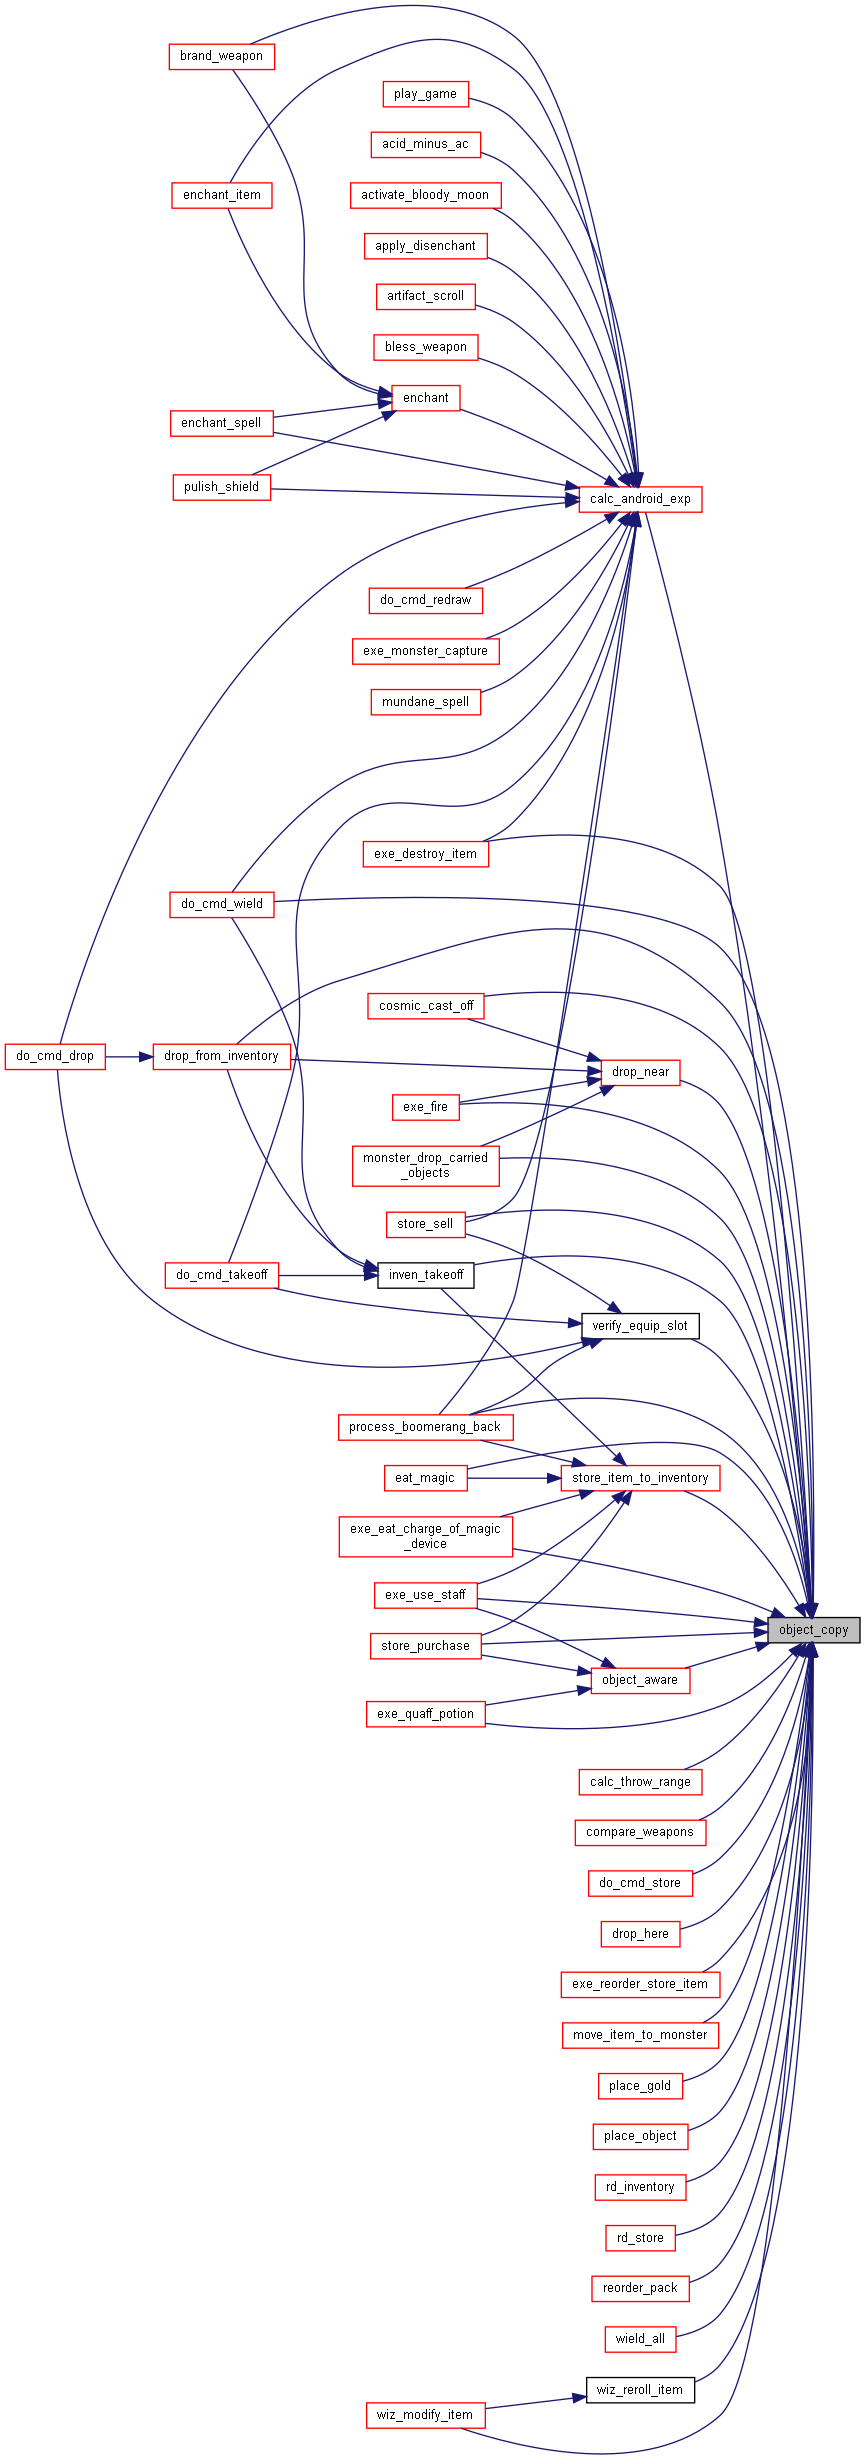 brand_weapon
play_game
acid_minus_ac
enchant_item
activate_bloody_moon
apply_disenchant
artifact_scroll
bless_weapon
enchant
enchant_spell
pulish_shield
calc_android_exp
do_cmd_redraw
exe_monster_capture
mundane_spell
exe_destroy_item
do_cmd_wield
cosmic_cast_off
do_cmd_drop
drop_from_inventory
drop_near
exe_fire
monster_drop_carried
_objects
store_sell
do_cmd_takeoff
inven_takeoff
verify_equip_slot
process_boomerang_back
eat_magic
store_item_to_inventory
exe_eat_charge_of_magic
_device
exe_use_staff
object_copy
store_purchase
object_aware
exe_quaff_potion
calc_throw_range
compare_weapons
do_cmd_store
drop_here
exe_reorder_store_item
move_item_to_monster
place_gold
place_object
rd_inventory
rd_store
reorder_pack
wield_all
wiz_reroll_item
wiz_modify_item